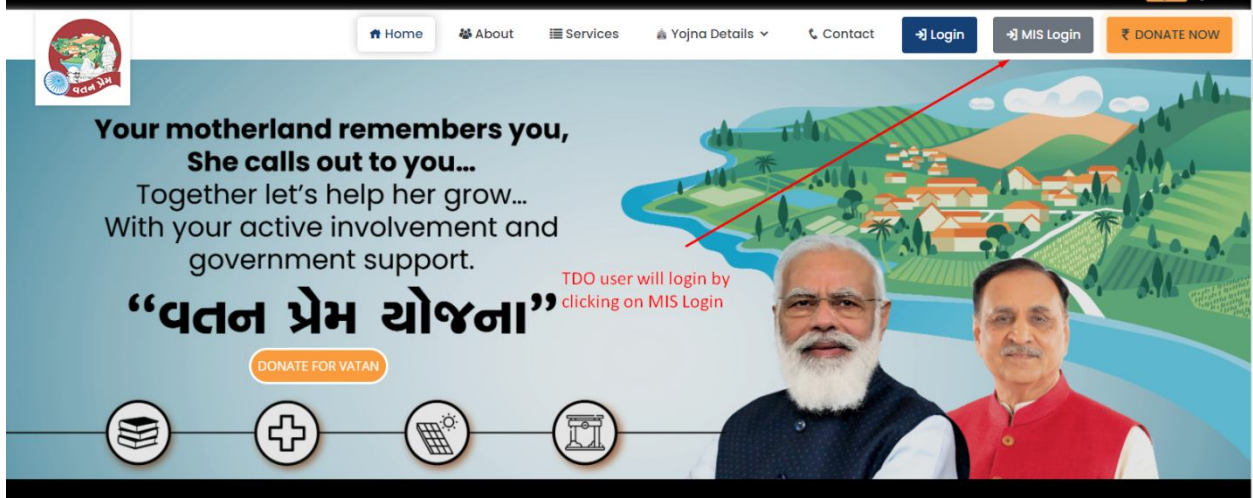 Home
About
Services
Yojna Details
Contact
Login
MIS Login
₹ DONATE NOW
વતન પ્રેમ
Your motherland remembers you,
She calls out to you...
Together let's help her grow...
With your active involvement and
government support.
“વતન પ્રેમ યોજના”
TDO user will login by
clicking on MIS Login
DONATE FOR VATAN